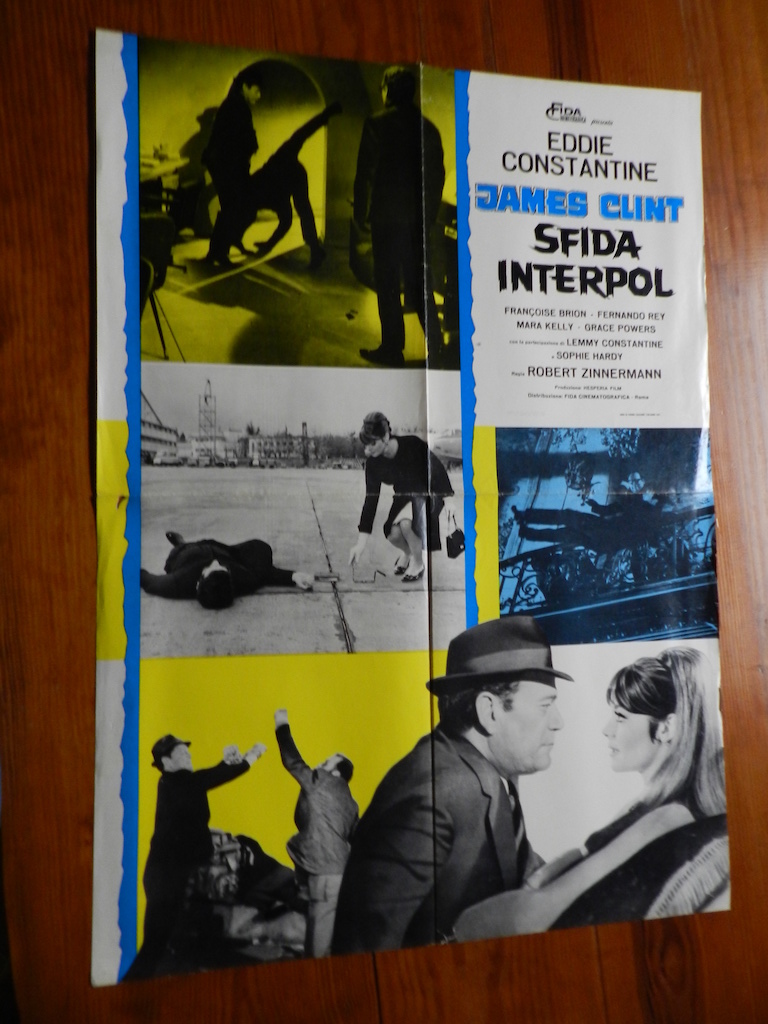 FIDA
presenta
EDDIE
CONSTANTINE
JAMES CLINT
SFIDA
INTERPOL
FRANÇOISE BRION - FERNANDO REY
MARA KELLY - GRACE POWERS
con la partecipazione di LEMMY CONSTANTINE
e SOPHIE HARDY
Regia ROBERT ZINNERMANN
Produzione: HESPERIA FILM
Distribuzione: FIDA CINEMATOGRAFICA - Roma